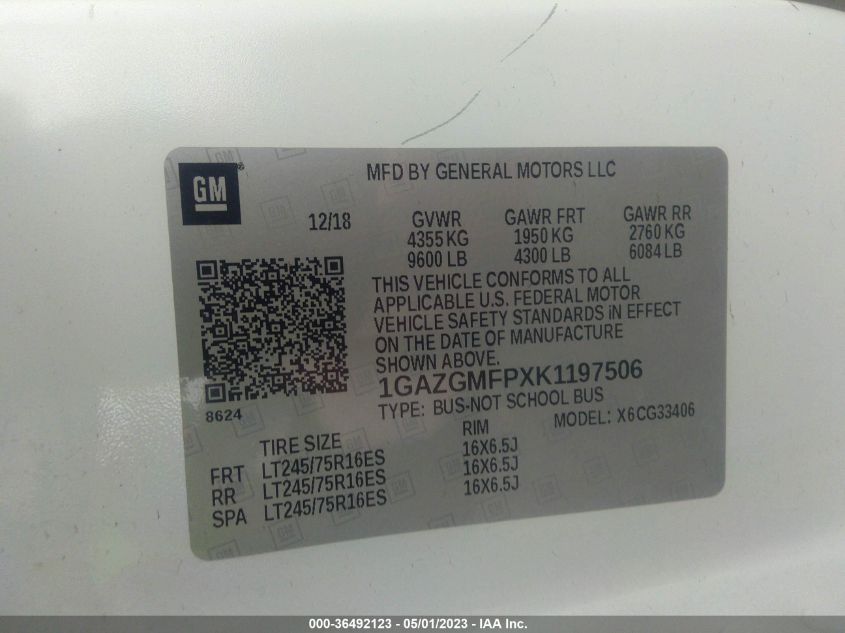 GM
MFD BY GENERAL MOTORS LLC
12/18 GVWR GAWR FRT GAWR RR
4355 KG 1950 KG 2760 KG
9600 LB 4300 LB 6084 LB
THIS VEHICLE CONFORMS TO ALL
APPLICABLE U.S. FEDERAL MOTOR
VEHICLE SAFETY STANDARDS IN EFFECT
ON THE DATE OF MANUFACTURE
SHOWN ABOVE.
1GAZGMFPXK1197506
8624
TYPE: BUS-NOT SCHOOL BUS
MODEL: X6CG33406
TIRE SIZE RIM
FRT LT245/75R16ES 16X6.5J
RR LT245/75R16ES 16X6.5J
SPA LT245/75R16ES 16X6.5J
000-36492123 - 05/01/2023 - IAA Inc.